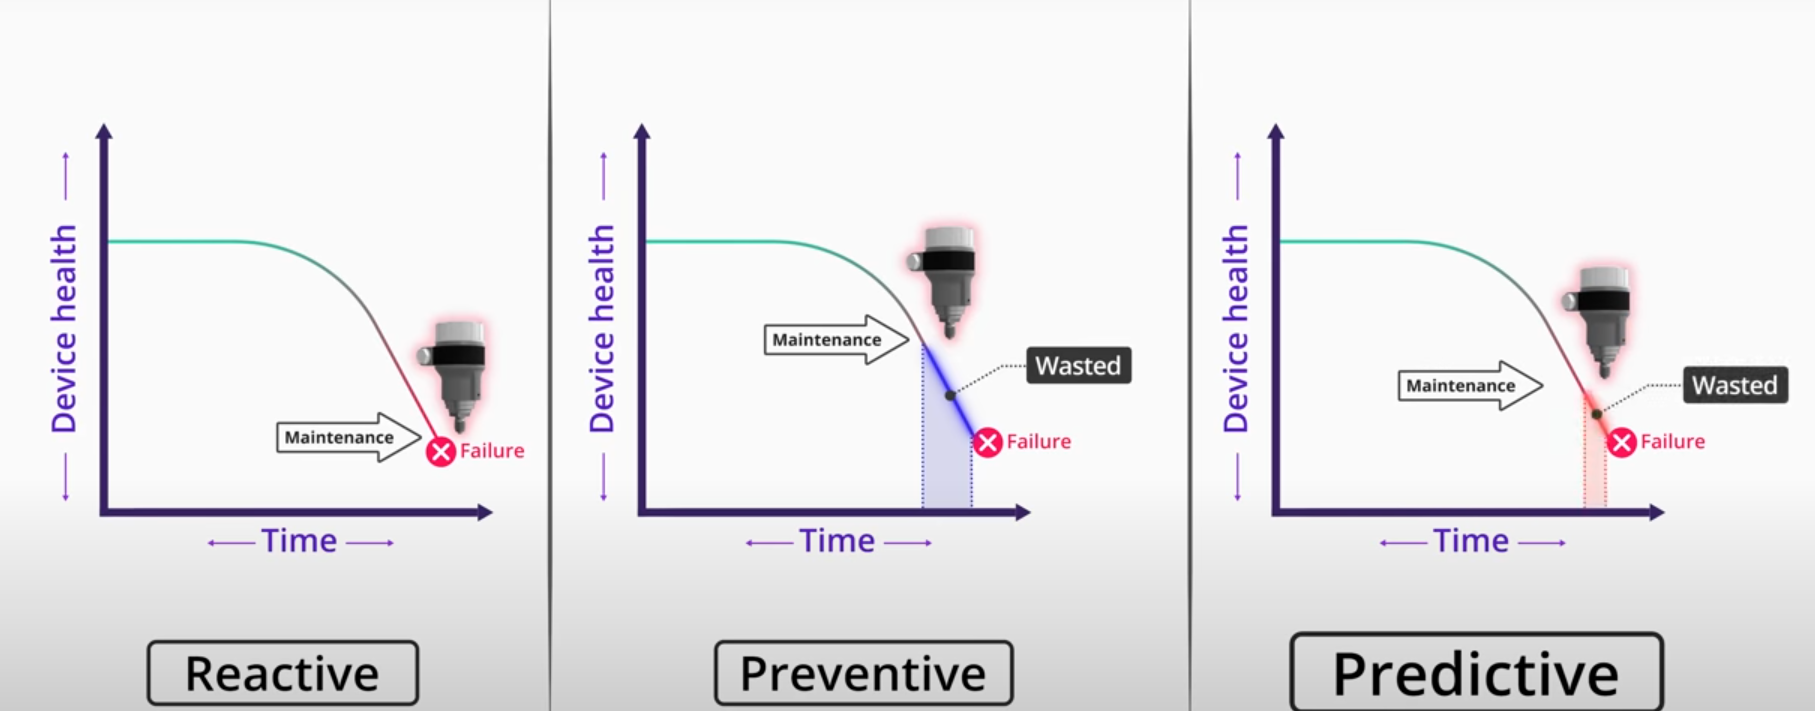 Device health
Maintenance
Failure
Time
Reactive
Device health
Maintenance
Wasted
Failure
Time
Preventive
Device health
Maintenance
Wasted
Failure
Time
Predictive